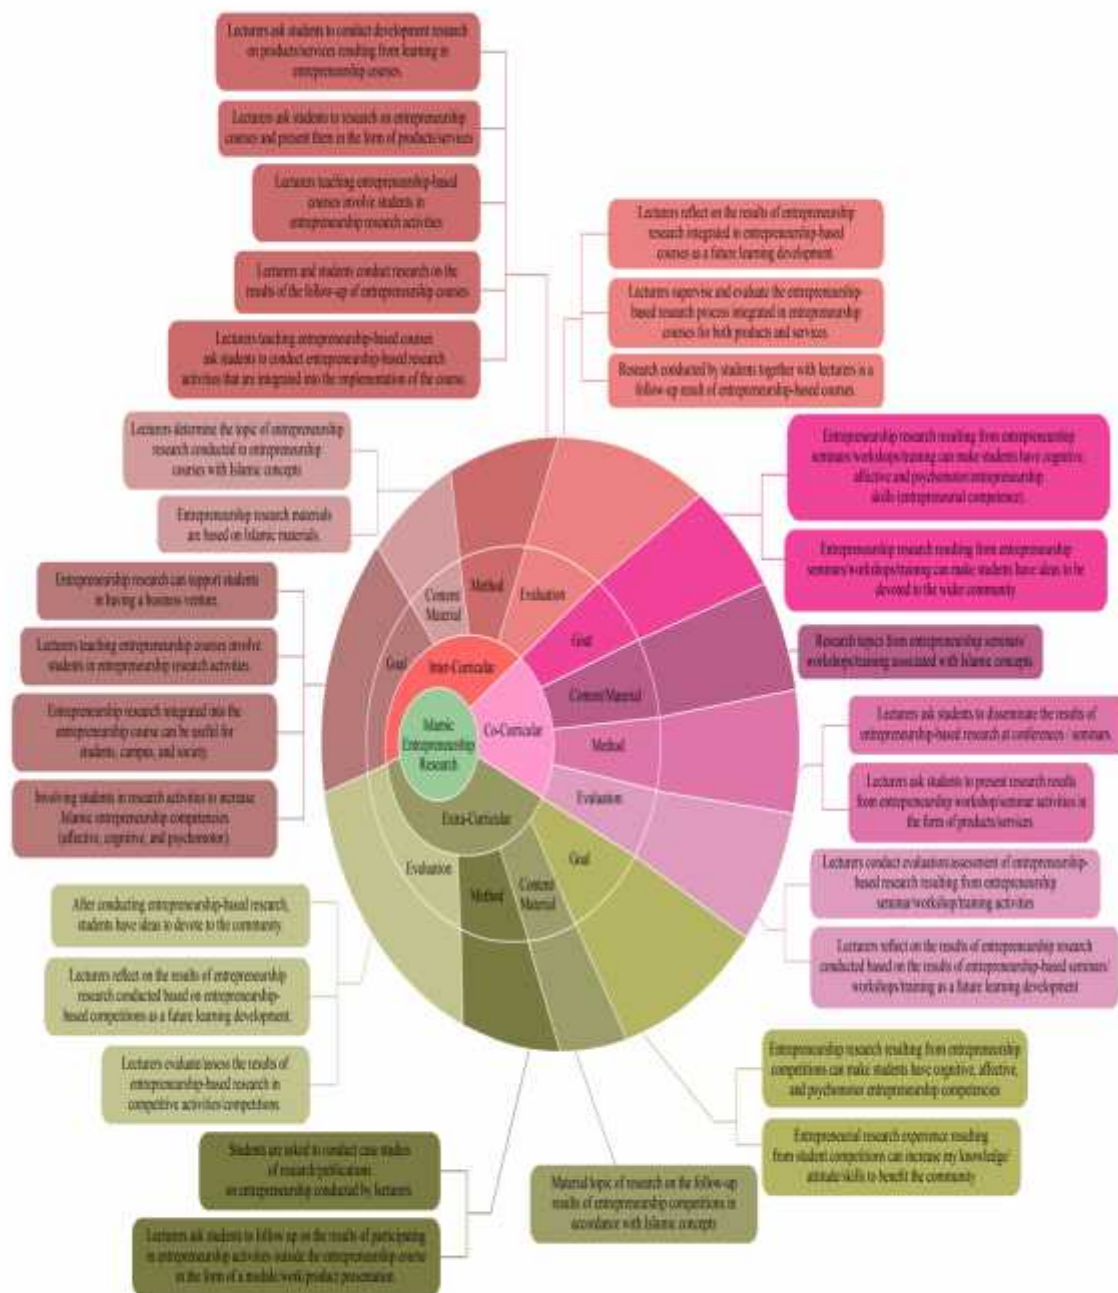 Lecturers ask students to conduct development research
on products/services resulting from learning in
entrepreneurship courses.
Lecturers ask students to research on entrepreneurship
courses and present them in the form of products/services
Lecturers teaching entrepreneurship-based
courses involve students in
entrepreneurship research activities
Lecturers and students conduct research on the
results of the follow-up of entrepreneurship courses
Lecturers teaching entrepreneurship-based courses
ask students to conduct entrepreneurship-based research
activities that are integrated into the implementation of the course.
Lecturers reflect on the results of entrepreneurship
research integrated in entrepreneurship-based
courses as a future learning development.
Lecturers supervise and evaluate the entrepreneurship-
based research process integrated in entrepreneurship
courses for both products and services.
Research conducted by students together with lecturers is a
follow-up result of entrepreneurship-based courses.
Lecturers determine the topic of entrepreneurship
research conducted in entrepreneurship
courses with Islamic concepts
Entrepreneurship research materials
are based on Islamic materials.
Entrepreneurship research can support students
in having a business venture.
Lecturers teaching entrepreneurship courses involve
students in entrepreneurship research activities.
Entrepreneurship research integrated into the
entrepreneurship course can be useful for
students, campus, and society.
Involving students in research activities to increase
Islamic entrepreneurship competencies
(affective, cognitive, and psychomotor)
Entrepreneurship research resulting from entrepreneurship
seminars/workshops/training can make students have cognitive,
affective and psychomotor entrepreneurship
skills (entrepreneurial competence).
Entrepreneurship research resulting from entrepreneurship
seminars/workshops/training can make students have ideas to be
devoted to the wider community
Research topics from entrepreneurship seminars/
workshops/training associated with Islamic concepts
Lecturers ask students to disseminate the results of
entrepreneurship-based research at conferences / seminars.
Lecturers ask students to present research results
from entrepreneurship workshop/seminar activities in
the form of products/services
Lecturers conduct evaluation/assessment of entrepreneurship-
based research resulting from entrepreneurship
seminar/workshop/training activities
Lecturers reflect on the results of entrepreneurship research
conducted based on the results of entrepreneurship-based seminars/
workshops/training as a future learning development
Goal
Content
Material
Method
Evaluation
Inter-Curricular
Goal
Content/Material
Method
Evaluation
Co-Curricular
Islamic
Entrepreneurship
Research
Extra-Curricular
Evaluation
Method
Content
Material
Goal
After conducting entrepreneurship-based research,
students have ideas to devote to the community.
Lecturers reflect on the results of entrepreneurship
research conducted based on entrepreneurship-
based competitions as a future learning development.
Lecturers evaluate/assess the results of
entrepreneurship-based research in
competitive activities/competitions.
Students are asked to conduct case studies
of research publications
on entrepreneurship conducted by lecturers
Lecturers ask students to follow up on the results of participating
in entrepreneurship activities outside the entrepreneurship course
in the form of a module/work/product presentation.
Material topic of research on the follow-up
results of entrepreneurship competitions in
accordance with Islamic concepts
Entrepreneurship research resulting from entrepreneurship
competitions can make students have cognitive, affective,
and psychomotor entrepreneurship competencies
Entrepreneurial research experience resulting
from student competitions can increase my knowledge/
attitude/skills to benefit the community